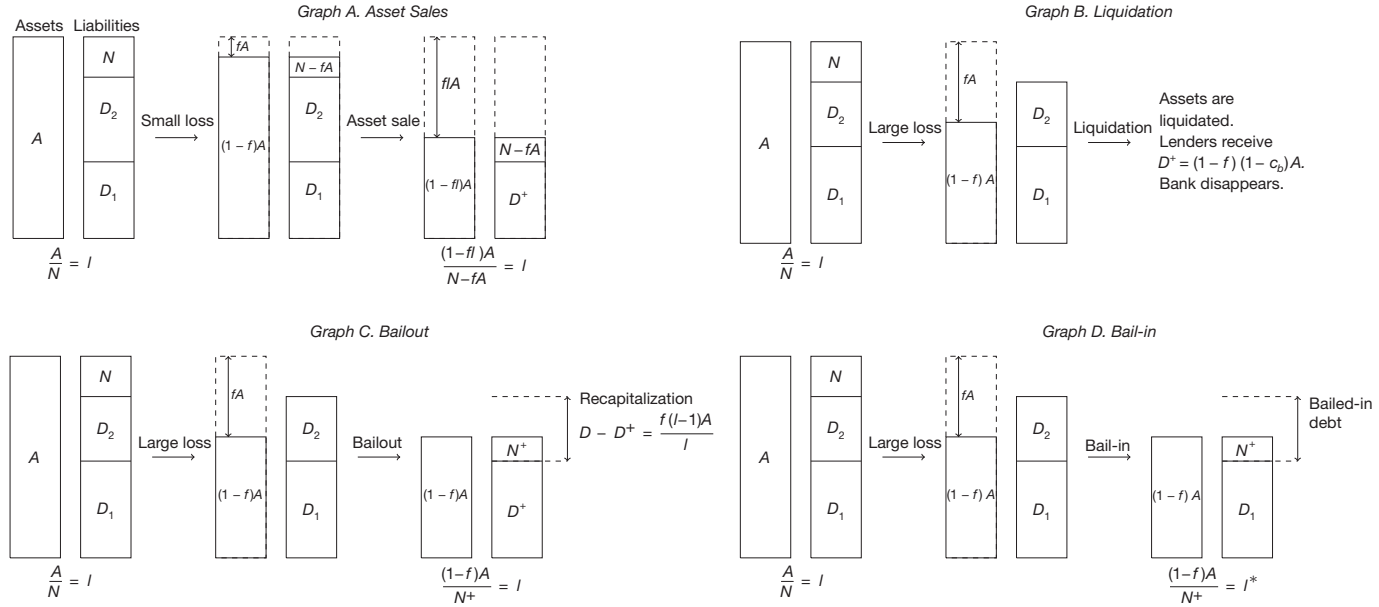 Graph A. Asset Sales
Assets Liabilities
A
N
D2
D1
A/N = l
Small loss
fA
(1 – f)A
N – fA
D2
D1
Asset sale
flA
(1 – fl)A
N – fA
D+
(1–fl)A/N–fA = l
Graph B. Liquidation
A
N
D2
D1
A/N = l
Large loss
fA
(1 – f) A
D2
D1
Liquidation
Assets are
liquidated.
Lenders receive
D+ = (1 – f) (1 – cb)A.
Bank disappears.
Graph C. Bailout
A
N
D2
D1
A/N = l
Large loss
fA
(1 – f)A
D2
D1
Bailout
(1 – f)A
N+
D+
Recapitalization
D – D+ = f(l–1)A/l
(1–f)A/N+ = l
Graph D. Bail-in
A
N
D2
D1
A/N = l
Large loss
fA
(1 – f) A
D2
D1
Bail-in
(1 – f) A
N+
D1
Bailed-in
debt
(1–f)A/N+ = l*